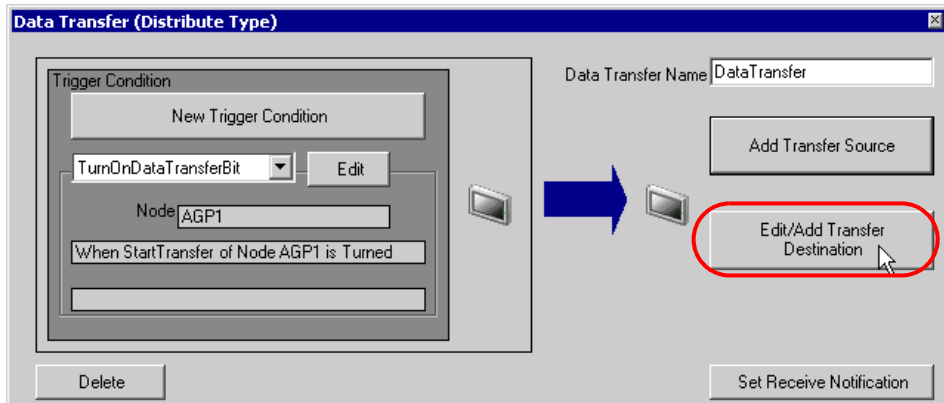 Data Transfer (Distribute Type)
Trigger Condition
New Trigger Condition
TurnOnDataTransferBit
Edit
Node AGP1
When StartTransfer of Node AGP1 is Turned
Data Transfer Name DataTransfer
Add Transfer Source
Edit/Add Transfer
Destination
Delete
Set Receive Notification